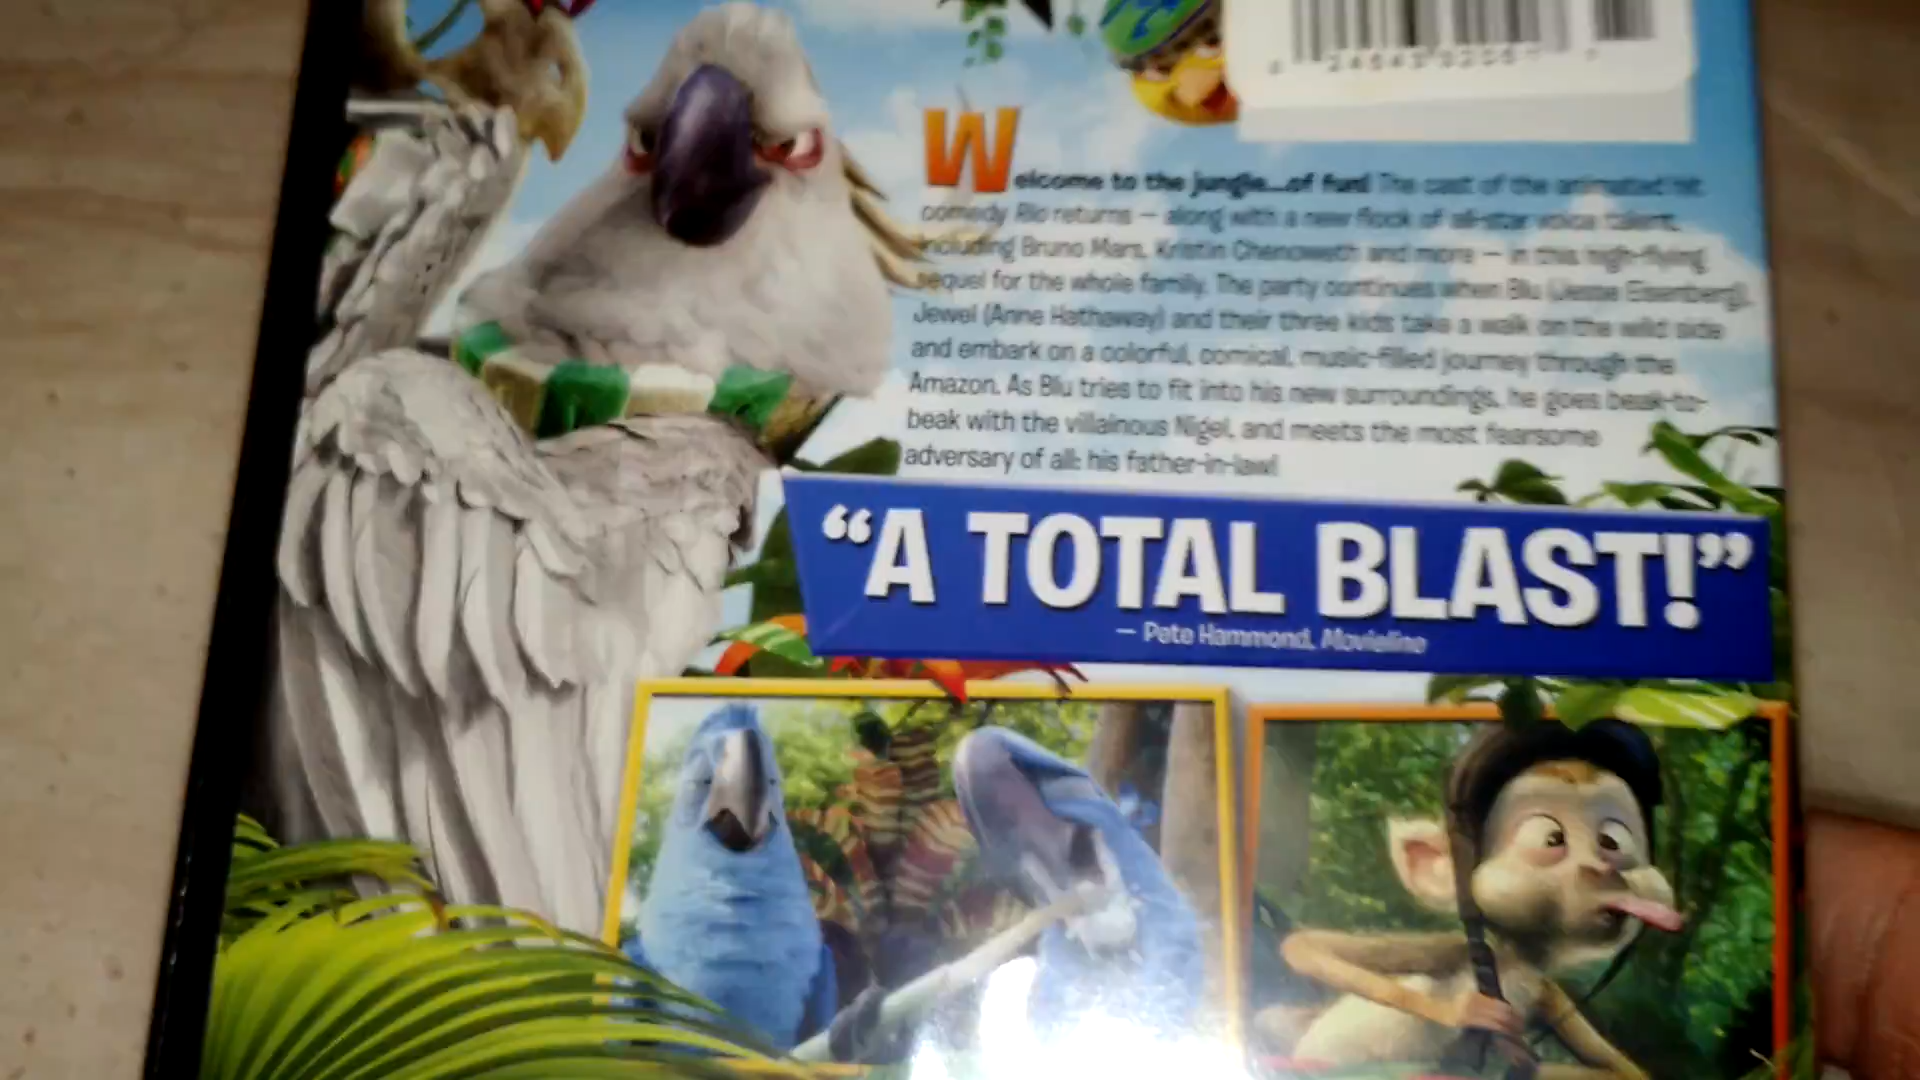 Welcome to the jungle...of fun! The cast of the animated hit
comedy Rio returns – along with a new flock of all-star voice talent,
including Bruno Mars, Kristin Chenoweth and more – in this high-flying
sequel for the whole family. The party continues when Blu (Jesse Eisenberg),
Jewel (Anne Hathaway) and their three kids take a walk on the wild side
and embark on a colorful, comical, music-filled journey through the
Amazon. As Blu tries to fit into his new surroundings, he goes beak-to-
beak with the villainous Nigel, and meets the most fearsome
adversary of all: his father-in-law!
“A TOTAL BLAST!”
– Pete Hammond, Movieline